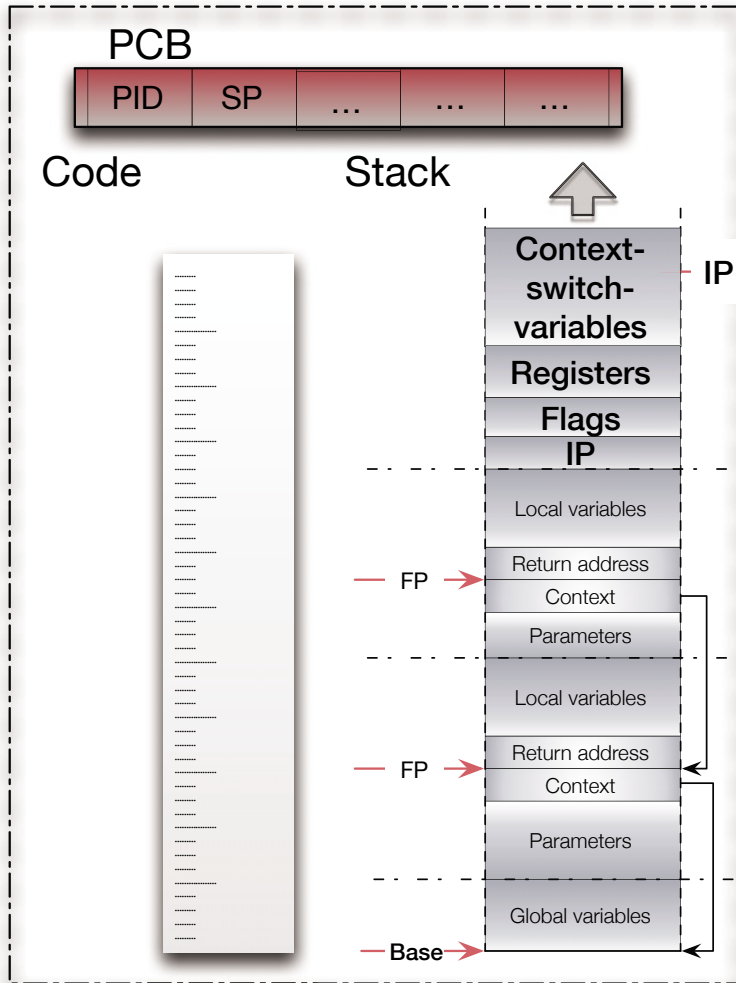 PCB
PID SP ... ... ...
Code Stack
Context-
switch-
variables
IP
Registers
Flags
IP
Local variables
Return address
FP
Context
Parameters
Local variables
Return address
FP
Context
Parameters
Global variables
Base